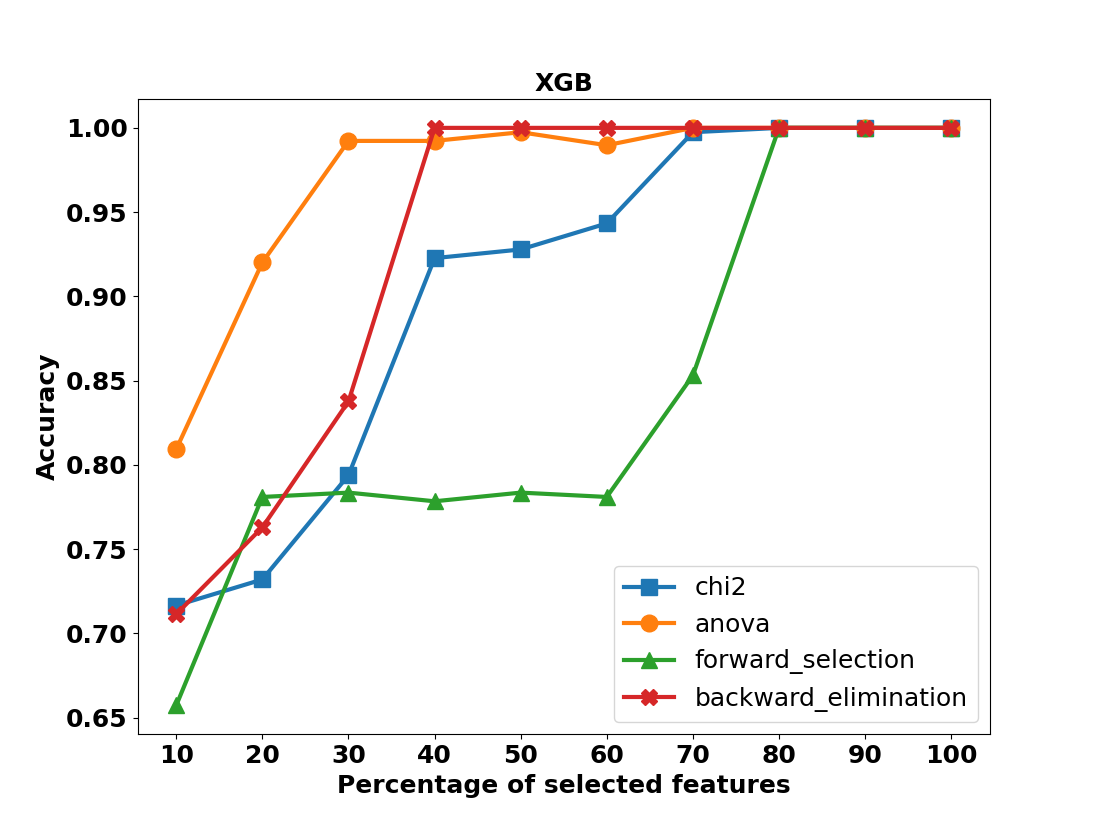 XGB
1.00
0.95
0.90
0.85
0.80
0.75
0.70
0.65
Accuracy
chi2
anova
forward_selection
backward_elimination
10 20 30 40 50 60 70 80 90 100
Percentage of selected features